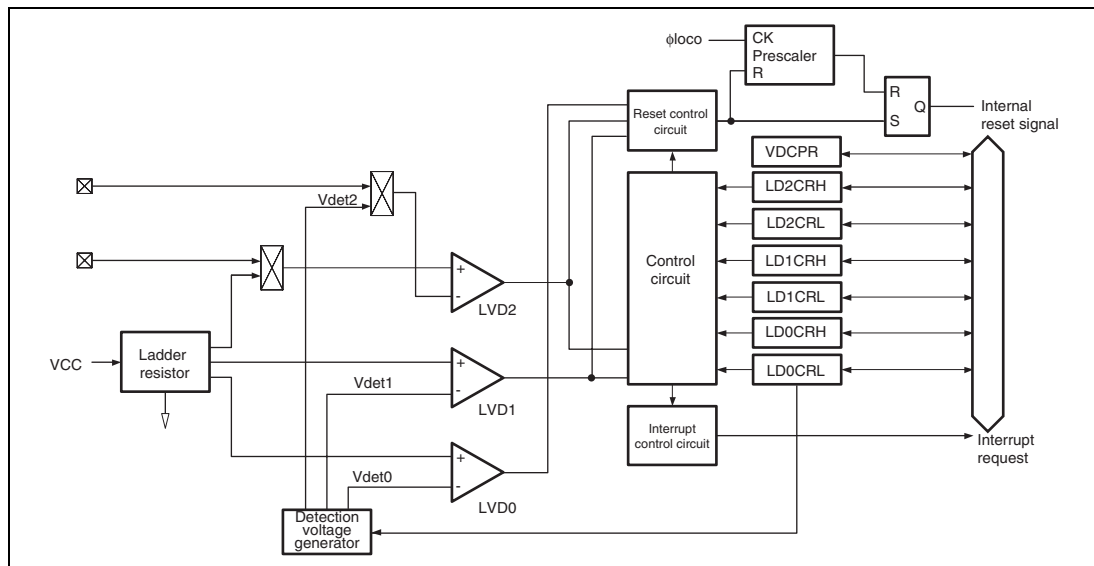 φloco
CK
Prescaler
R
R
Q
S
Internal
reset signal
Reset control
circuit
VDCPR
LD2CRH
LD2CRL
LD1CRH
LD1CRL
LD0CRH
LD0CRL
Control
circuit
Vdet2
+
-
LVD2
VCC
Ladder
resistor
Vdet1
+
-
LVD1
Interrupt
control circuit
Interrupt
request
Vdet0
+
-
LVD0
Detection
voltage
generator